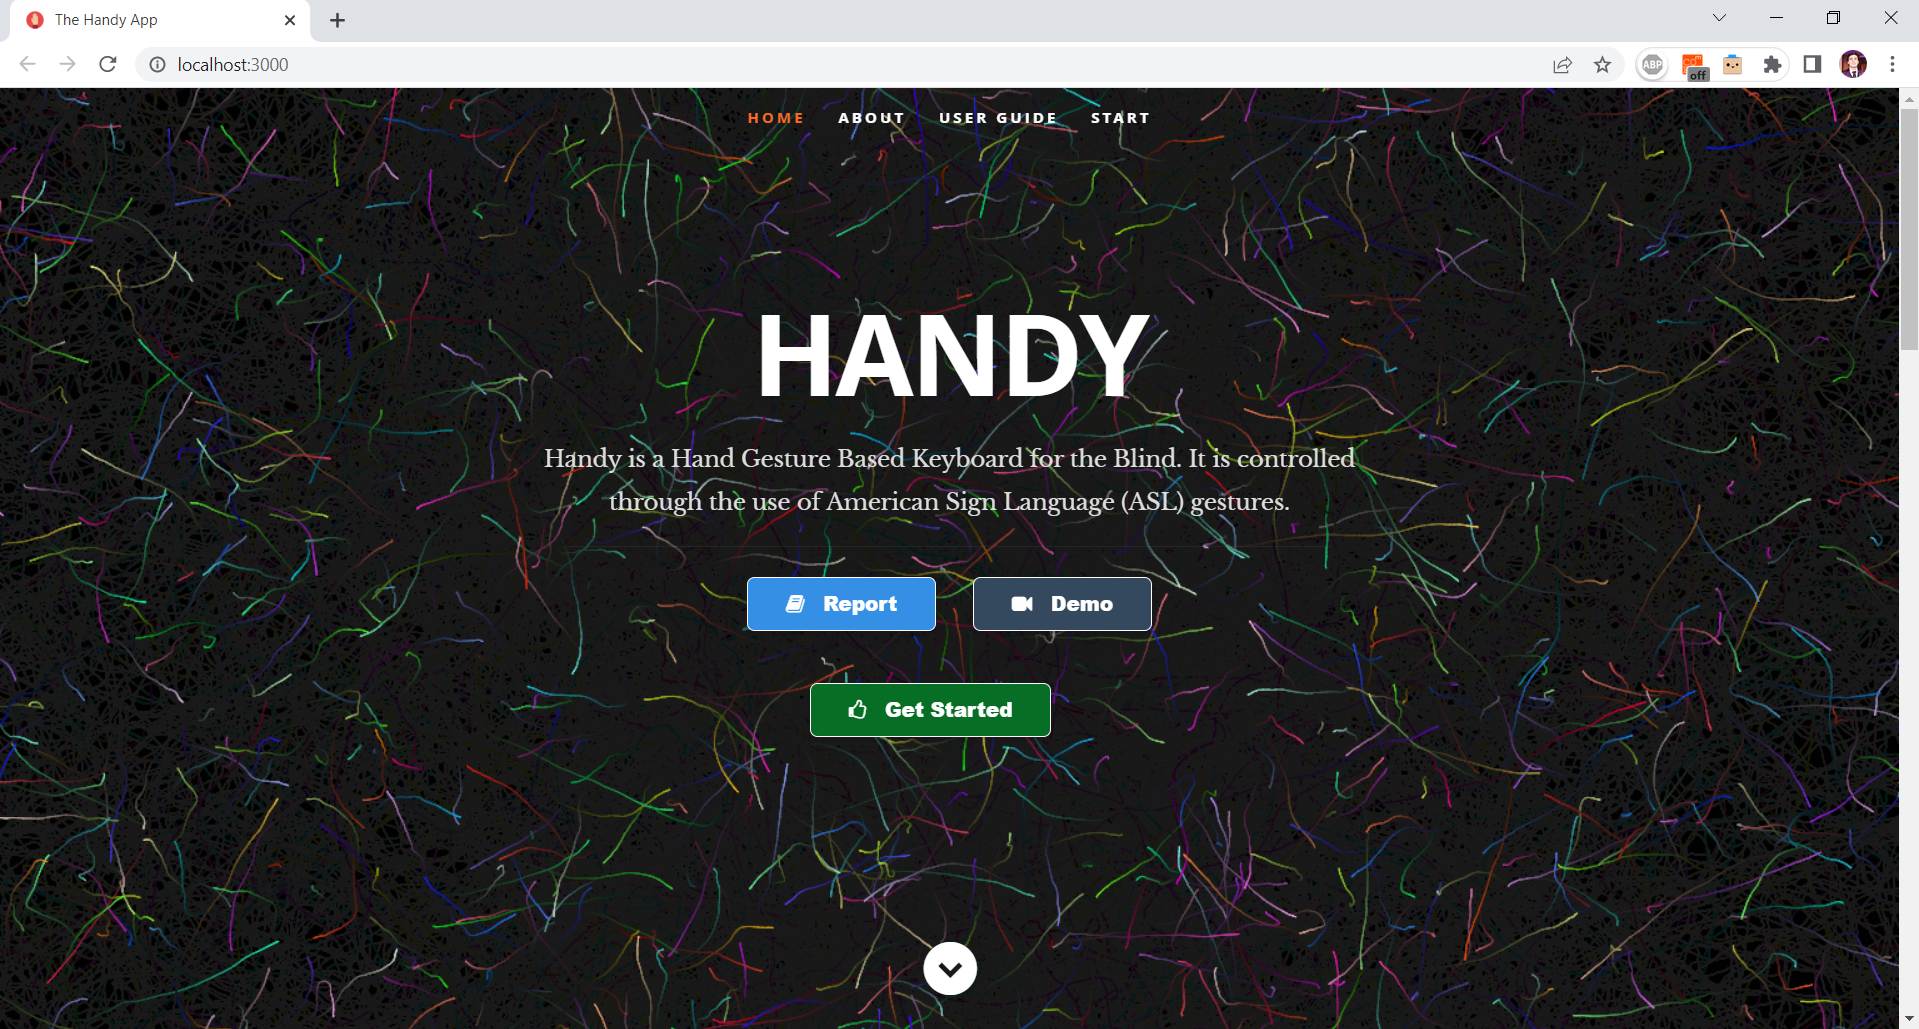 The Handy App
localhost:3000
ABP
off
HOME ABOUT USER GUIDE START
HANDY
Handy is a Hand Gesture Based Keyboard for the Blind. It is controlled
through the use of American Sign Language (ASL) gestures.
Report Demo
Get Started